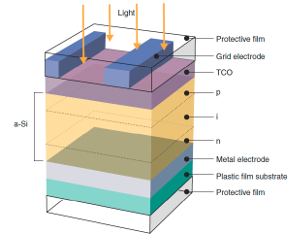 Light
Protective film
Grid electrode
TCO
p
a-Si
i
n
Metal electrode
Plastic film substrate
Protective film